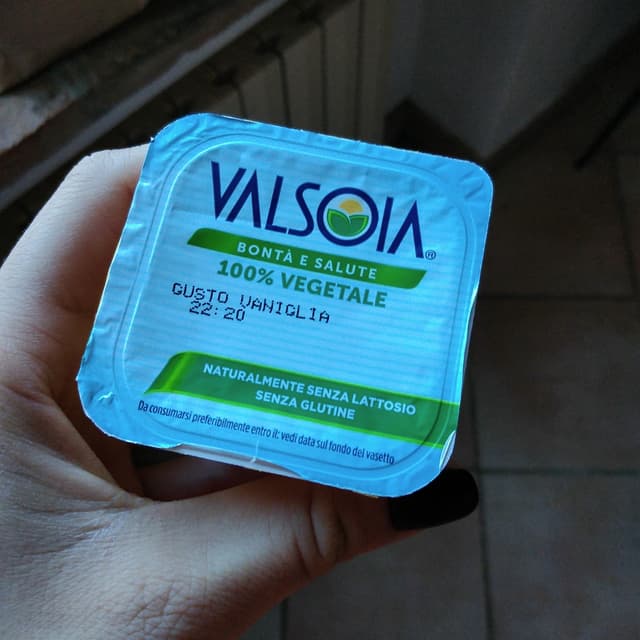 VALSOIA®
BONTÀ E SALUTE
100% VEGETALE
GUSTO VANIGLIA
22:20
NATURALMENTE SENZA LATTOSIO
SENZA GLUTINE
Da consumarsi preferibilmente entro il: vedi data sul fondo del vasetto